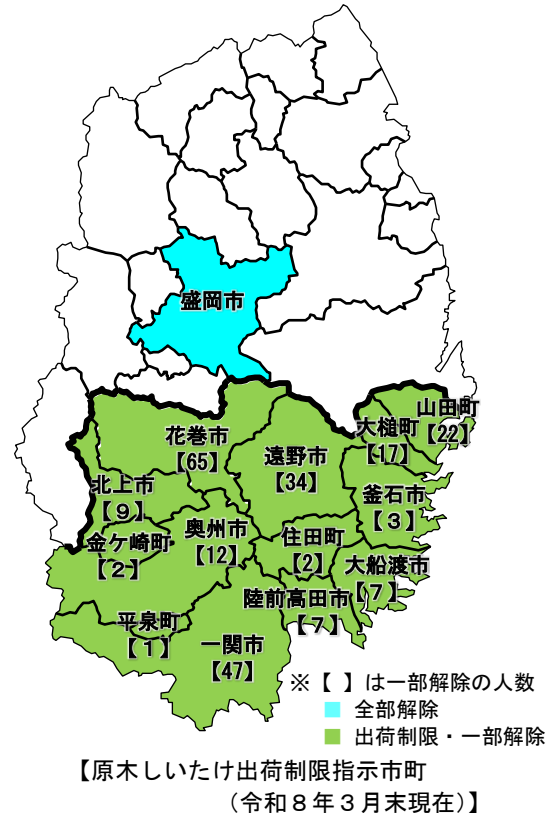 盛岡市
山田町
【22】
大槌町
【17】
花巻市
【65】
遠野市
【34】
釜石市
【３】
北上市
【９】
奥州市
【12】
住田町
【2】
金ケ崎町
【２】
大船渡市
【７】
陸前高田市
【７】
平泉町
【１】
一関市
【47】
※【 】は一部解除の人数
全部解除
出荷制限・一部解除
【原木しいたけ出荷制限指示市町
（令和８年３月末現在）】